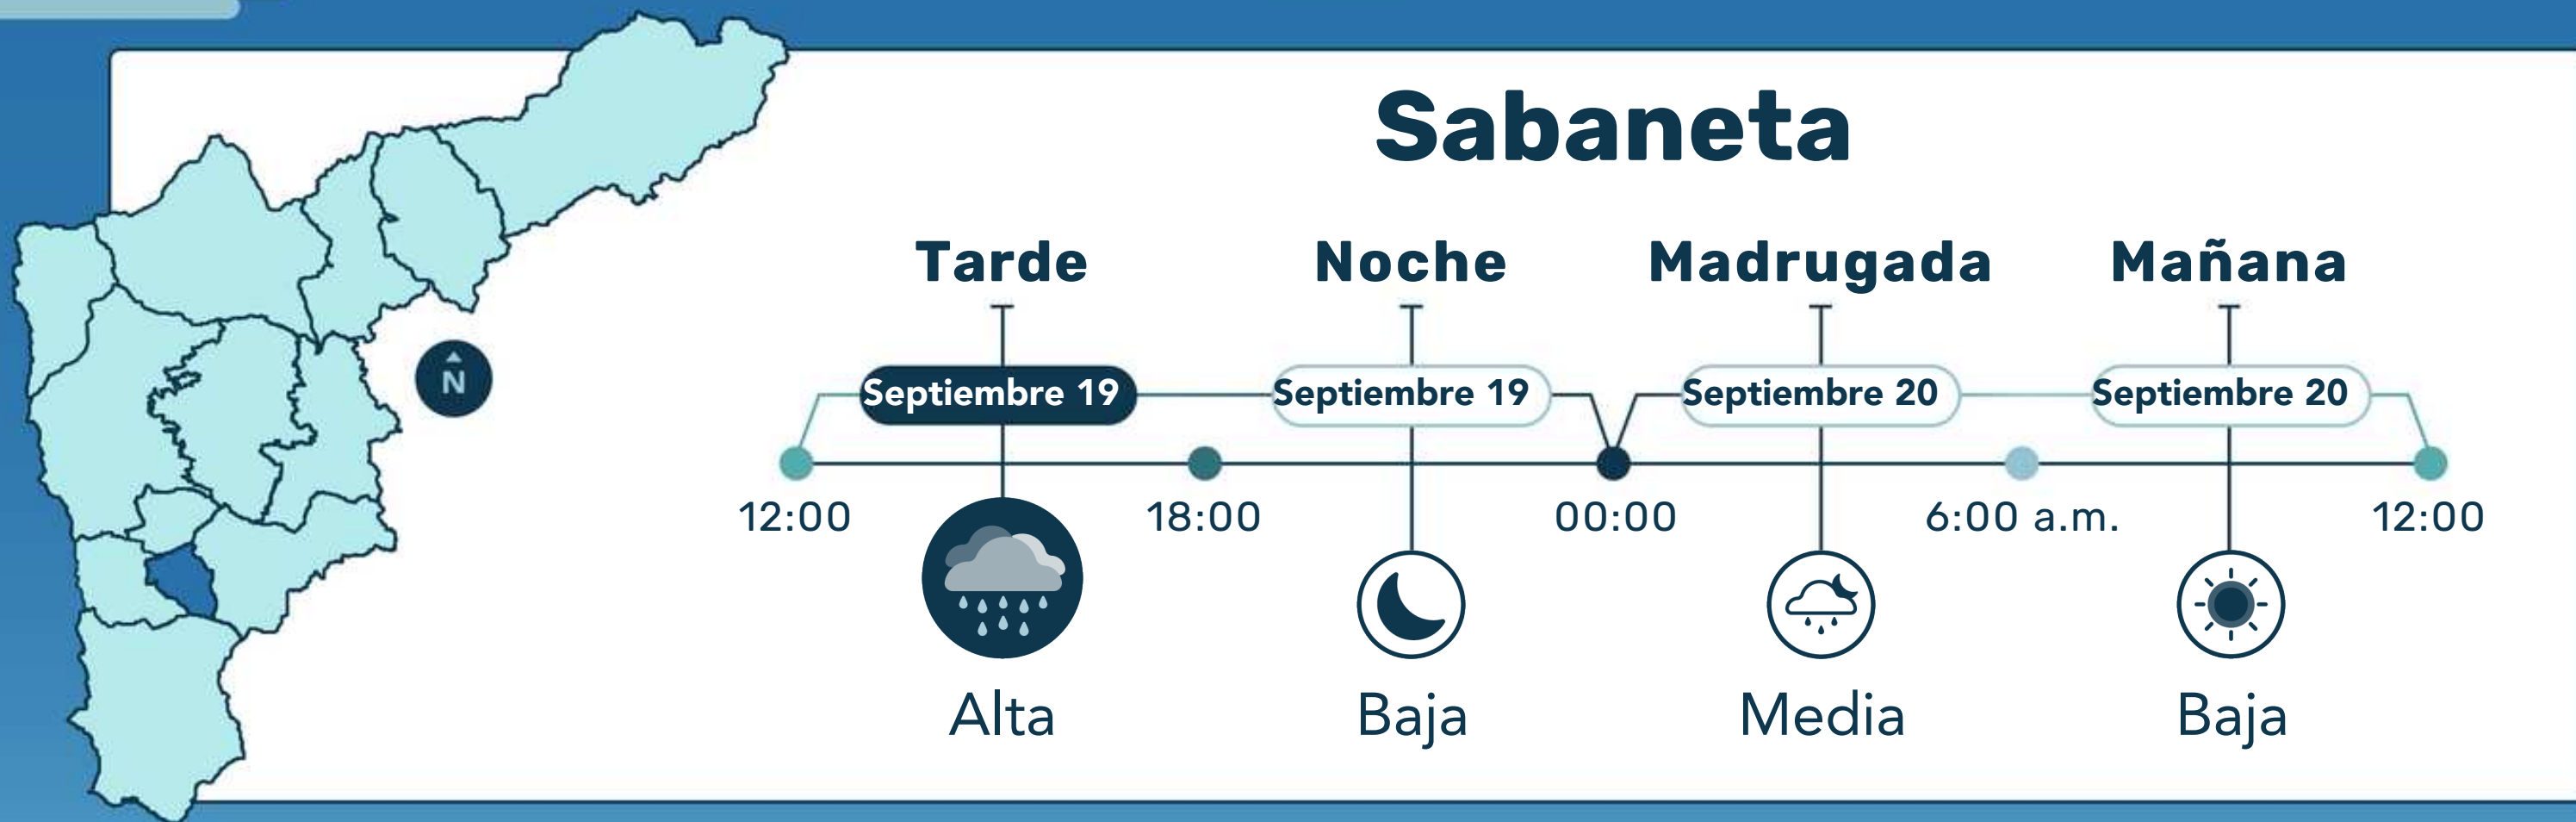 Sabaneta
Tarde Noche Madrugada Mañana
N
Septiembre 19 Septiembre 19 Septiembre 20 Septiembre 20
12:00 18:00 00:00 6:00 a.m. 12:00
Alta Baja Media Baja